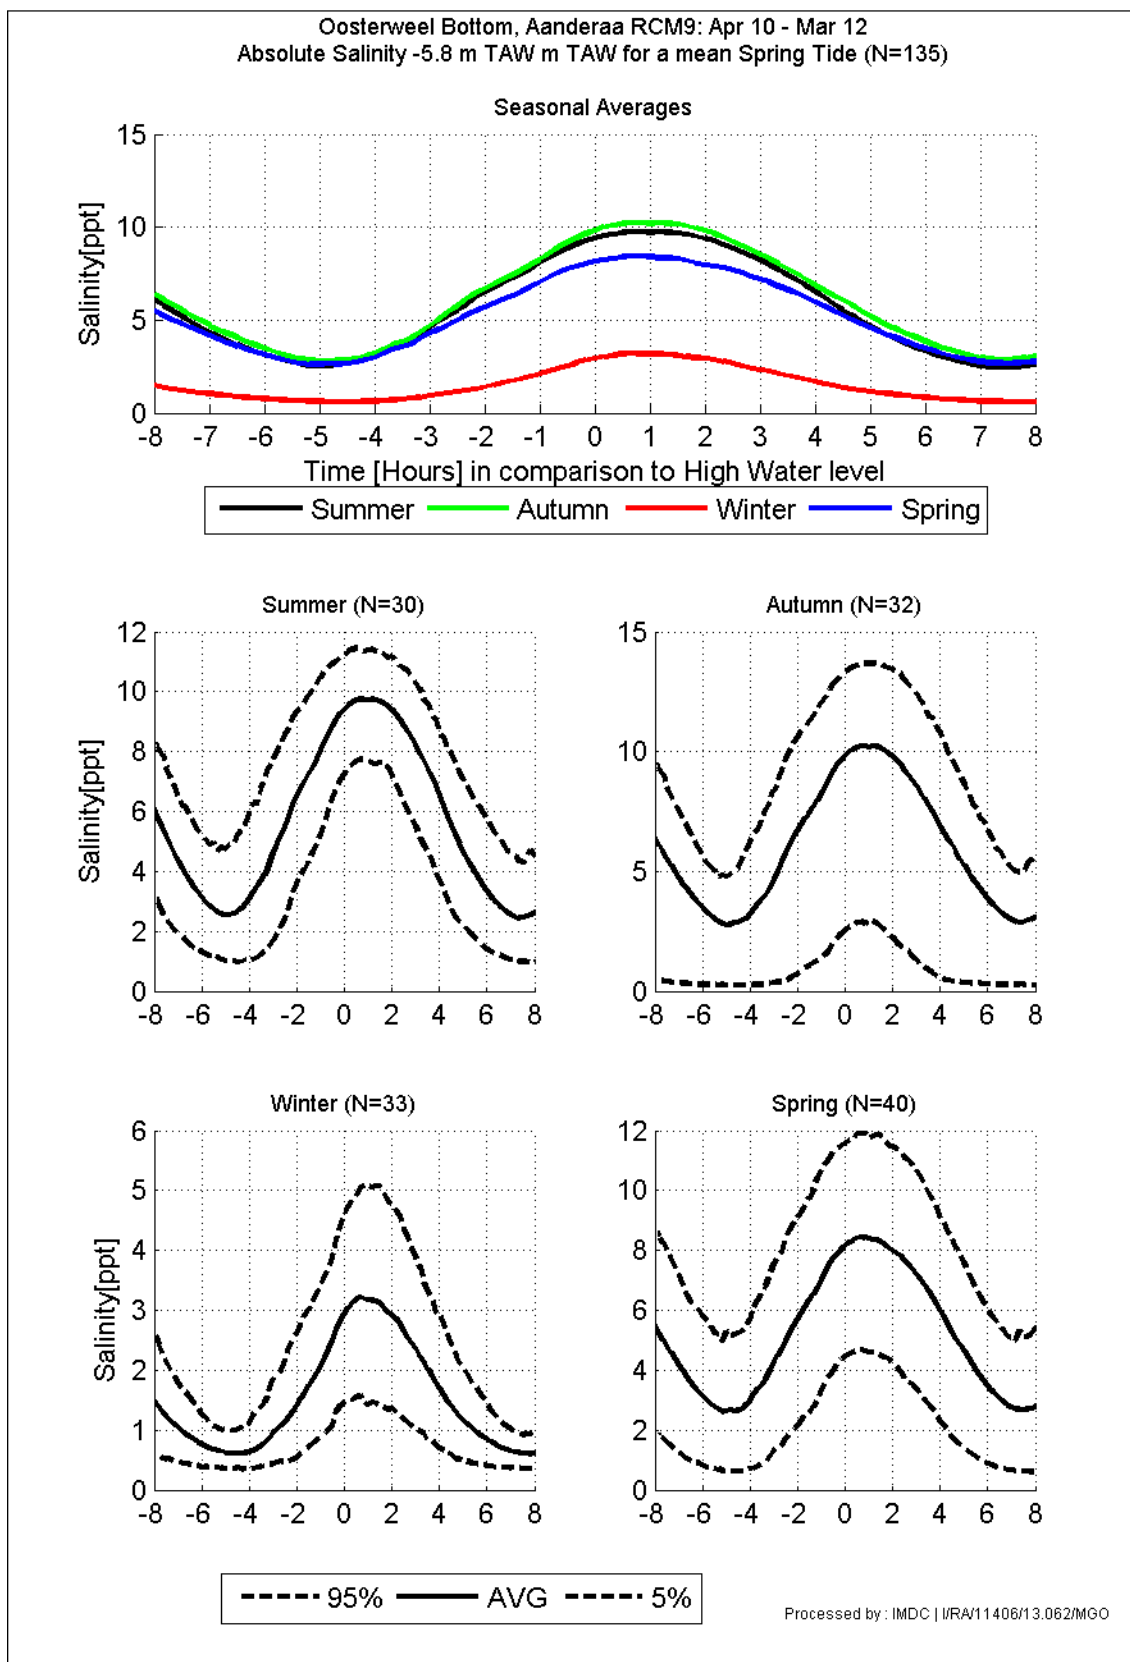 Oosterweel Bottom, Aanderaa RCM9: Apr 10 - Mar 12
Absolute Salinity -5.8 m TAW m TAW for a mean Spring Tide (N=135)
Seasonal Averages
15
10
5
0
Salinity[ppt]
-8 -7 -6 -5 -4 -3 -2 -1 0 1 2 3 4 5 6 7 8
Time [Hours] in comparison to High Water level
Summer Autumn Winter Spring
Summer (N=30)
12
10
8
6
4
2
0
Salinity[ppt]
-8 -6 -4 -2 0 2 4 6 8
Autumn (N=32)
15
10
5
0
-8 -6 -4 -2 0 2 4 6 8
Winter (N=33)
6
5
4
3
2
1
0
Salinity[ppt]
-8 -6 -4 -2 0 2 4 6 8
Spring (N=40)
12
10
8
6
4
2
0
-8 -6 -4 -2 0 2 4 6 8
95% AVG 5%
Processed by : IMDC | I/RA/11406/13.062/MGO